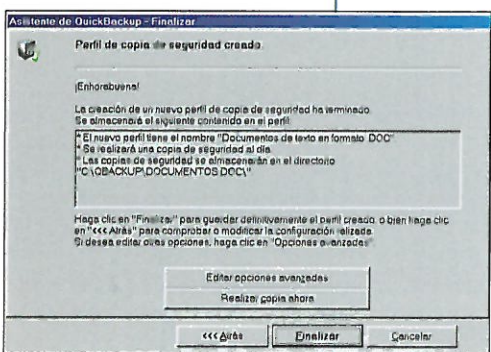 Asistente de QuickBackup - Finalizar
Perfil de copia de seguridad creado.
¡Enhorabuena!
La creación de un nuevo perfil de copia de seguridad ha terminado.
Se almacenará el siguiente contenido en el perfil:
* El nuevo perfil tiene el nombre "Documentos de texto en formato .DOC"
* Se realizará una copia de seguridad al día.
* Las copias de seguridad se almacenarán en el directorio
"C:\QBACKUP\DOCUMENTOS DOC\"
Haga clic en "Finalizar" para guardar definitivamente el perfil creado, o bien haga clic
en "<<< Atrás" para comprobar o modificar la configuración relizada.
Si desea editar otras opciones, haga clic en "Opciones avanzadas".
Editar opciones avanzadas
Realizar copia ahora
<<< Atrás
Finalizar
Cancelar